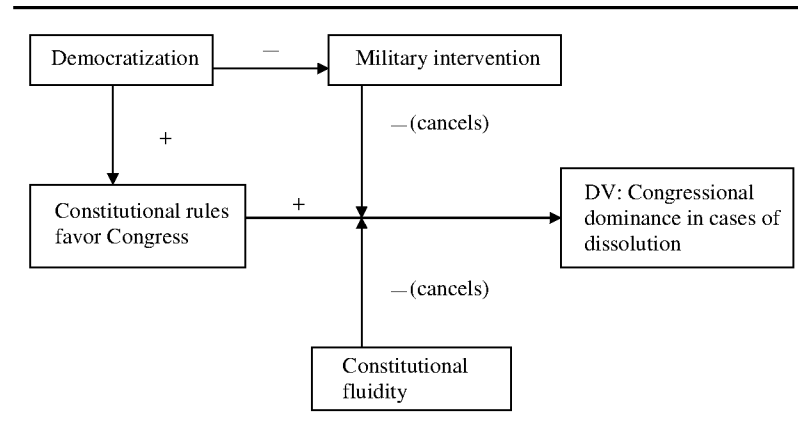 Democratization
—
Military intervention
— (cancels)
+
Constitutional rules
favor Congress
+
DV: Congressional
dominance in cases of
dissolution
— (cancels)
Constitutional
fluidity